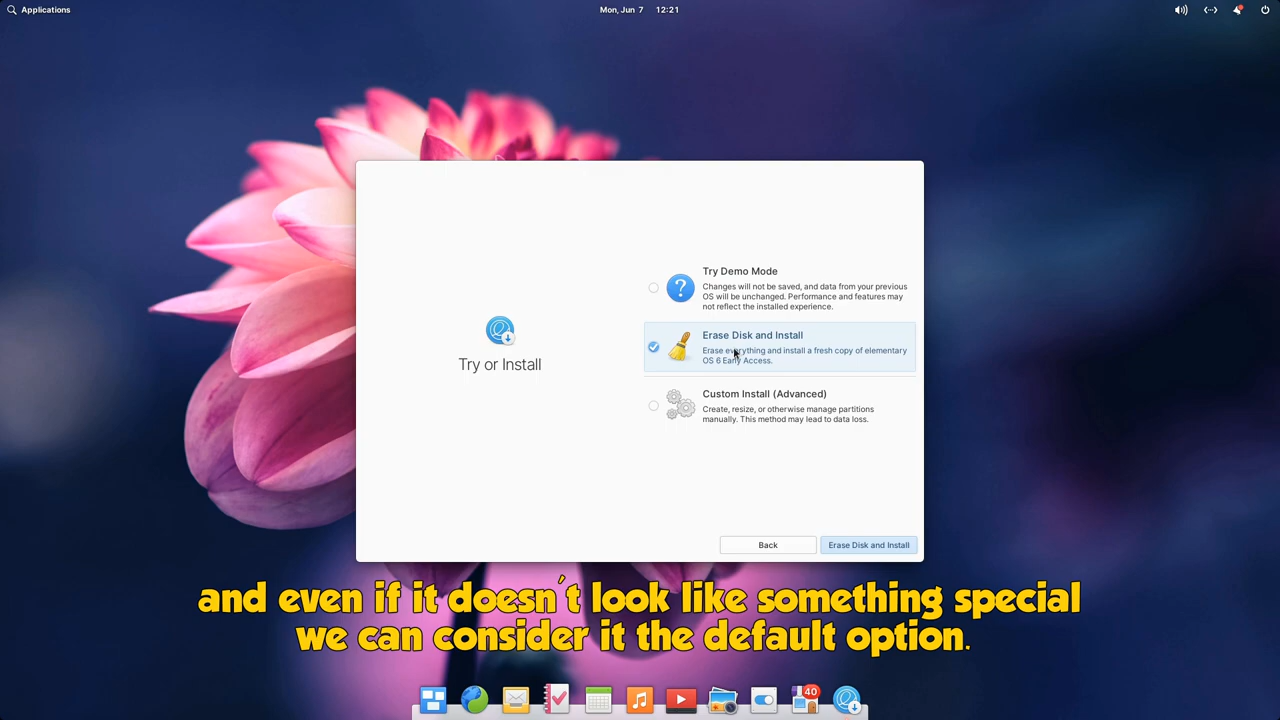 Applications
Mon, Jun 7 12:21
Try or Install
Try Demo Mode
Changes will not be saved, and data from your previous
OS will be unchanged. Performance and features may
not reflect the installed experience.
Erase Disk and Install
Erase everything and install a fresh copy of elementary
OS 6 Early Access.
Custom Install (Advanced)
Create, resize, or otherwise manage partitions
manually. This method may lead to data loss.
Back
Erase Disk and Install
and even if it doesn't look like something special
we can consider it the default option.
40